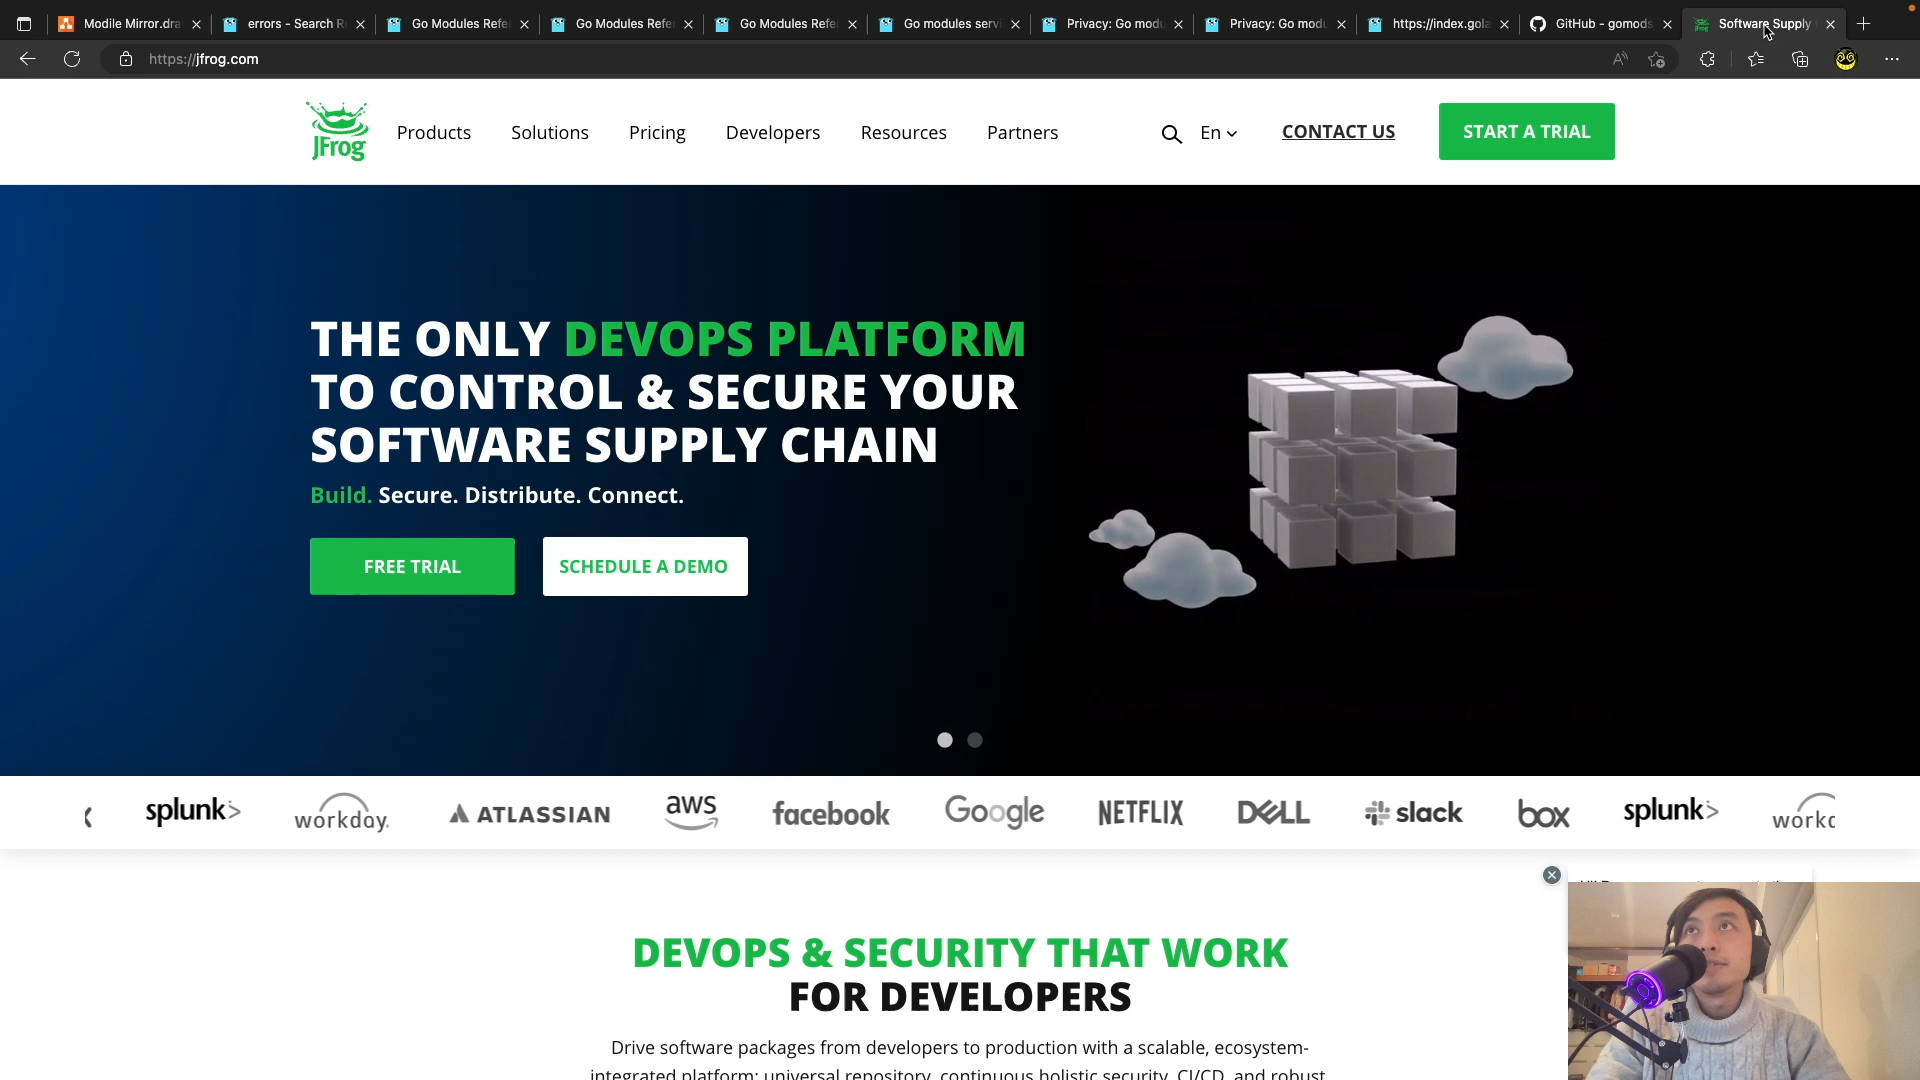 Modile Mirror.dra
errors - Search R
Go Modules Refe
Go Modules Refe
Go Modules Refe
Go modules servi
Privacy: Go modu
Privacy: Go modu
https://index.gola
GitHub - gomods
Software Supply
https://jfrog.com
JFrog
Products
Solutions
Pricing
Developers
Resources
Partners
En
CONTACT US
START A TRIAL
THE ONLY DEVOPS PLATFORM
TO CONTROL & SECURE YOUR
SOFTWARE SUPPLY CHAIN
Build. Secure. Distribute. Connect.
FREE TRIAL
SCHEDULE A DEMO
splunk>
workday.
ATLASSIAN
aws
facebook
Google
NETFLIX
DELL
slack
box
splunk>
workd
DEVOPS & SECURITY THAT WORK
FOR DEVELOPERS
Drive software packages from developers to production with a scalable, ecosystem-
integrated platform: universal repository, continuous holistic security, CI/CD, and robust